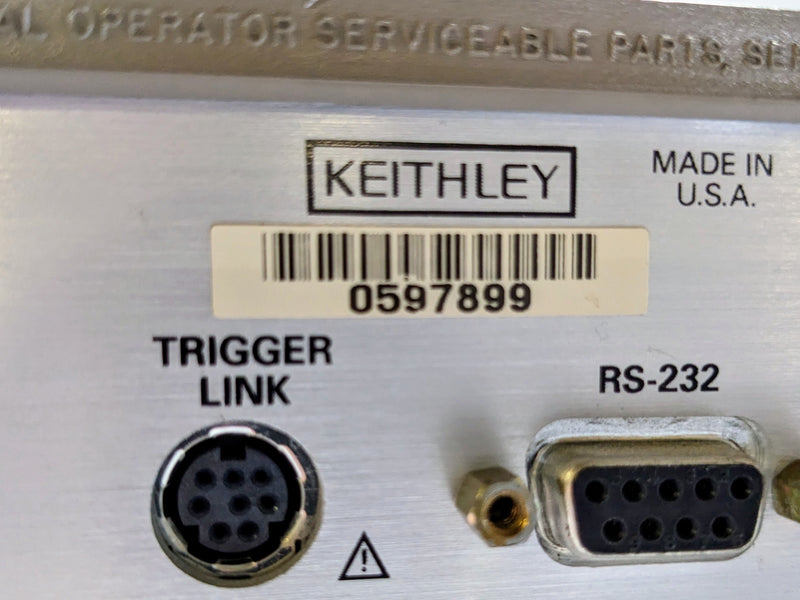 AL OPERATOR SERVICEABLE PARTS, SE
KEITHLEY
MADE IN
U.S.A.
0597899
TRIGGER
LINK
RS-232